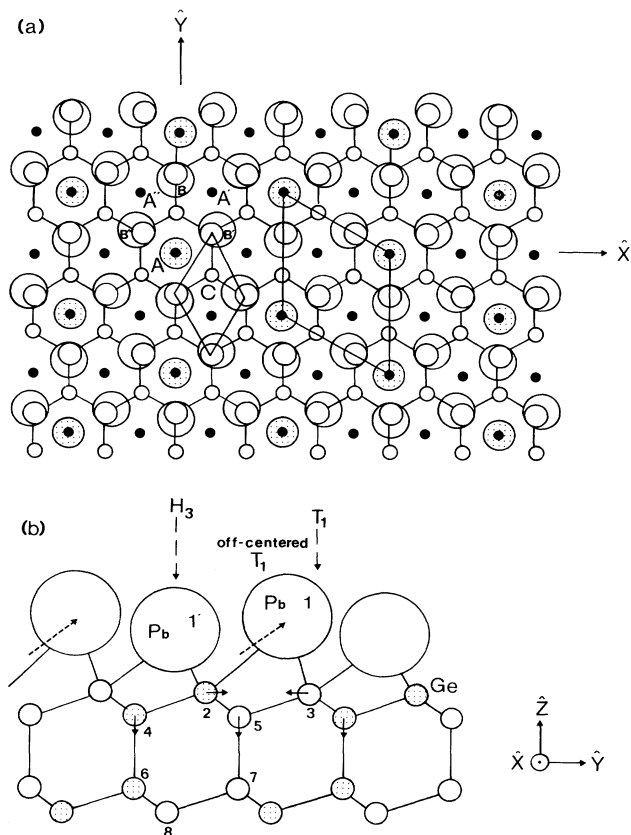 (a)
Ŷ
X̂
A''
B
A'
B''
B'
A
C
(b)
H3
T1
off-centered
T1
Pb 1'
Pb 1
Ge
2
3
4
5
6
7
8
Ẑ
X̂
Ŷ